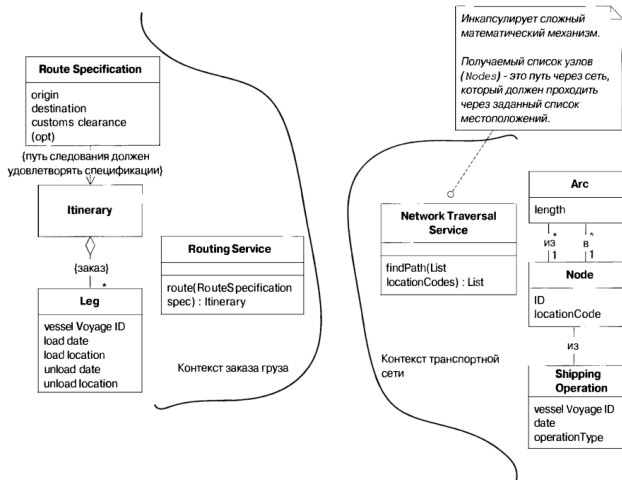 Route Specification
origin
destination
customs clearance
(opt)
{путь следования должен
удовлетворять спецификации}
Itinerary
{заказ}
*
Leg
vessel Voyage ID
load date
load location
unload date
unload location
Routing Service
route(RouteSpecification
spec) : Itinerary
Контекст заказа груза
Инкапсулирует сложный
математический механизм.
Получаемый список узлов
(Nodes) - это путь через сеть,
который должен проходить
через заданный список
местоположений.
Network Traversal
Service
findPath(List
locationCodes) : List
Контекст транспортной
сети
Arc
length
* *
из в
1 1
Node
ID
locationCode
из
Shipping
Operation
vessel Voyage ID
date
operationType